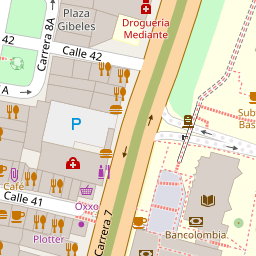 Plaza
Gibeles
Droguería
Mediante
Carrera 8A
42
Calle 42
P
Sub
Bas
A
Café
Calle 41
Oxxo
Plotter
Carrera 7
Bancolombia